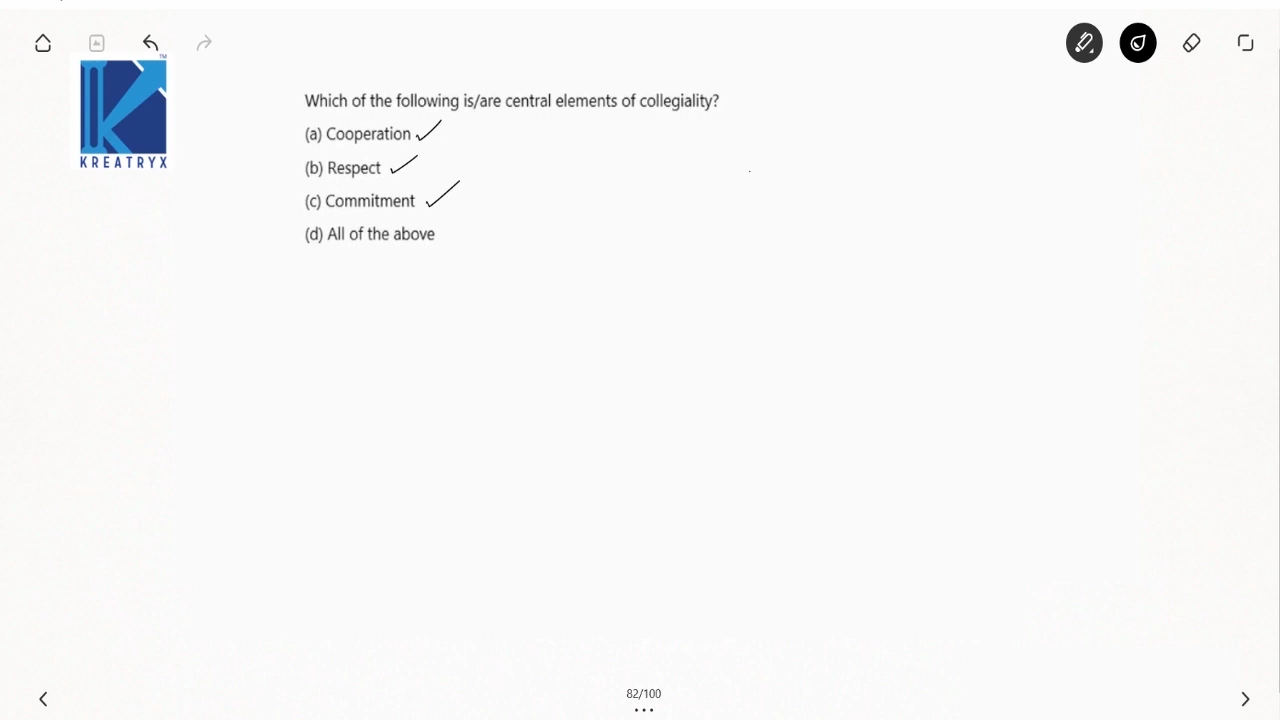 TM
KREATRYX
Which of the following is/are central elements of collegiality?
(a) Cooperation ✓
(b) Respect ✓
(c) Commitment ✓
(d) All of the above
82/100